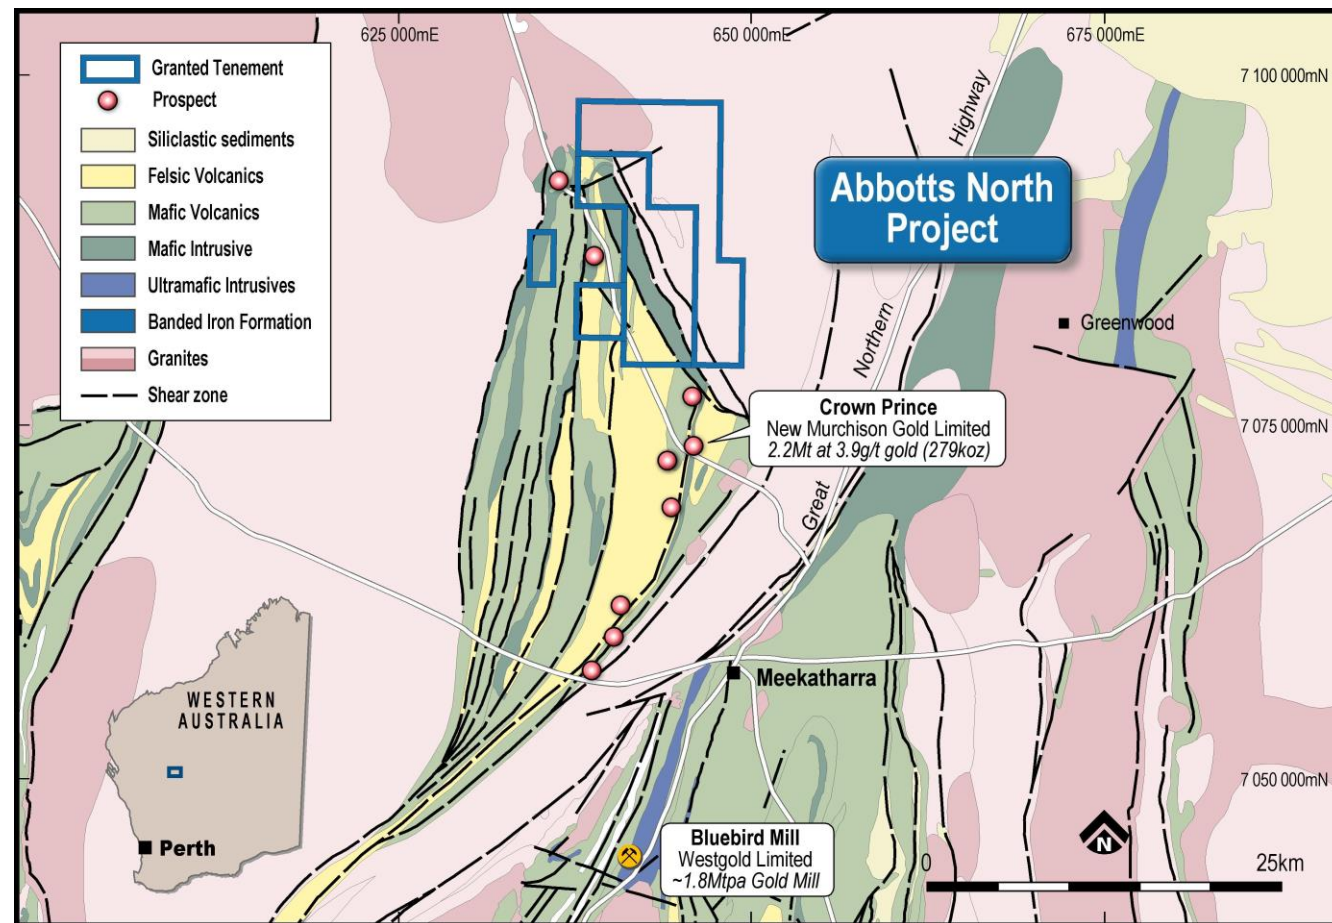 625 000mE
650 000mE
675 000mE
7 100 000mN
7 075 000mN
7 050 000mN
Granted Tenement
Prospect
Siliclastic sediments
Felsic Volcanics
Mafic Volcanics
Mafic Intrusive
Ultramafic Intrusives
Banded Iron Formation
Granites
Shear zone
Abbotts North
Project
Great Northern Highway
Greenwood
Crown Prince
New Murchison Gold Limited
2.2Mt at 3.9g/t gold (279koz)
Meekatharra
WESTERN
AUSTRALIA
Perth
Bluebird Mill
Westgold Limited
~1.8Mtpa Gold Mill
N
0
25km